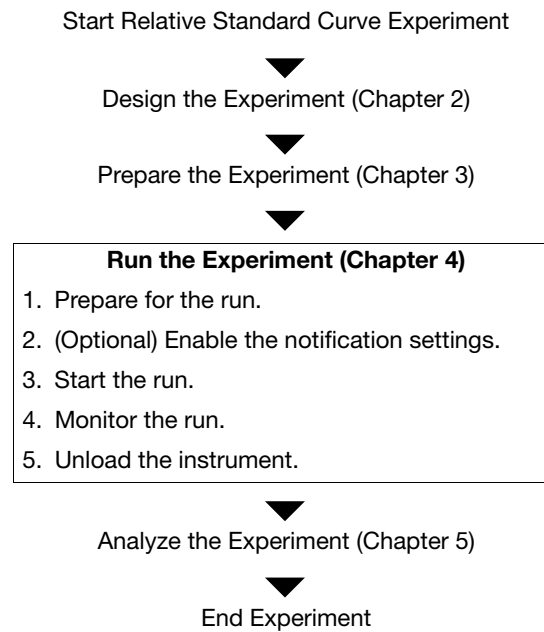 Start Relative Standard Curve Experiment
Design the Experiment (Chapter 2)
Prepare the Experiment (Chapter 3)
Run the Experiment (Chapter 4)
1. Prepare for the run.
2. (Optional) Enable the notification settings.
3. Start the run.
4. Monitor the run.
5. Unload the instrument.
Analyze the Experiment (Chapter 5)
End Experiment